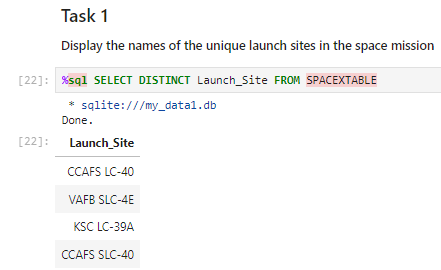 Task 1
Display the names of the unique launch sites in the space mission
[22]: %sql SELECT DISTINCT Launch_Site FROM SPACEXTABLE
* sqlite:///my_data1.db
Done.
[22]: Launch_Site
CCAFS LC-40
VAFB SLC-4E
KSC LC-39A
CCAFS SLC-40